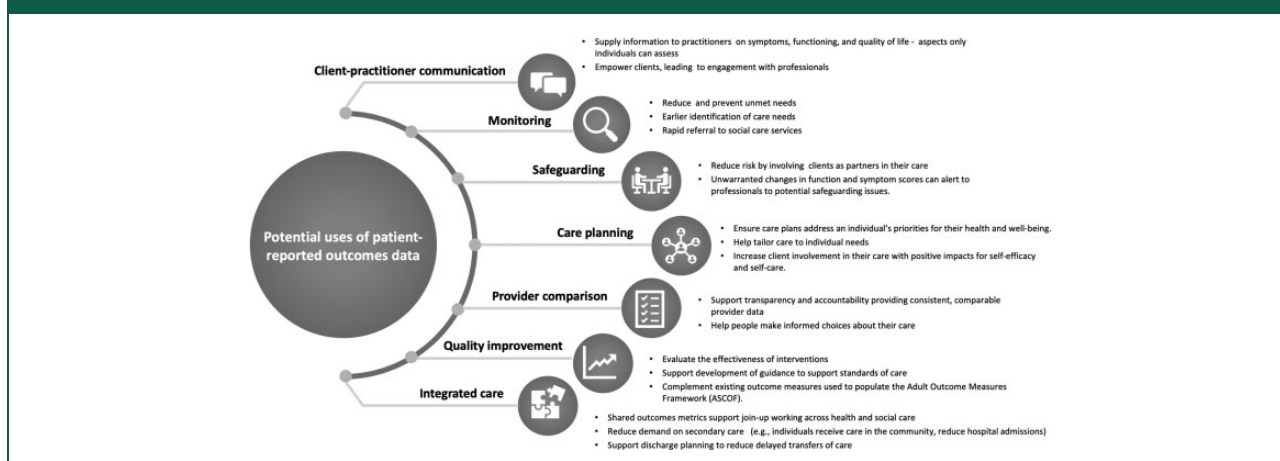 Potential uses of patient-
reported outcomes data
Client-practitioner communication
• Supply information to practitioners on symptoms, functioning, and quality of life - aspects only
individuals can assess
• Empower clients, leading to engagement with professionals
Monitoring
• Reduce and prevent unmet needs
• Earlier identification of care needs
• Rapid referral to social care services
Safeguarding
• Reduce risk by involving clients as partners in their care
• Unwarranted changes in function and symptom scores can alert to
professionals to potential safeguarding issues.
Care planning
• Ensure care plans address an individual's priorities for their health and well-being.
• Help tailor care to individual needs
• Increase client involvement in their care with positive impacts for self-efficacy
and self-care.
Provider comparison
• Support transparency and accountability providing consistent, comparable
provider data
• Help people make informed choices about their care
Quality improvement
• Evaluate the effectiveness of interventions
• Support development of guidance to support standards of care
• Complement existing outcome measures used to populate the Adult Outcome Measures
Framework (ASCOF).
Integrated care
• Shared outcomes metrics support join-up working across health and social care
• Reduce demand on secondary care (e.g., individuals receive care in the community, reduce hospital admissions)
• Support discharge planning to reduce delayed transfers of care